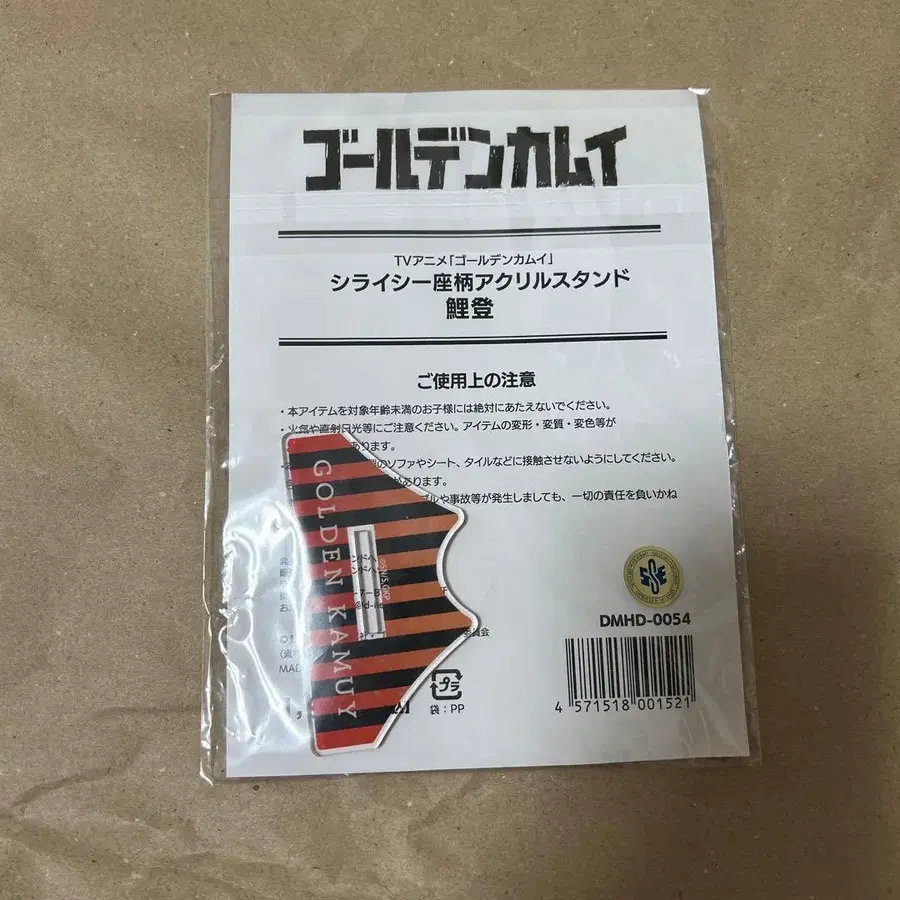 ゴールデンカムイ
TVアニメ「ゴールデンカムイ」
シライシー座柄アクリルスタンド
鯉登
ご使用上の注意
・本アイテムを対象年齢未満のお子様には絶対にあたえないでください。
・火気や直射日光等にご注意ください。アイテムの変形・変質・変色等が
あります。
のソファやシート、タイルなどに接触させないようにしてください。
があります。
ブルや事故等が発生しましても、一切の責任を負いかね
GOLDEN KAMUY
©SN/S,GKP
DMHD-0054
4 571518 001521
プラ
袋：PP